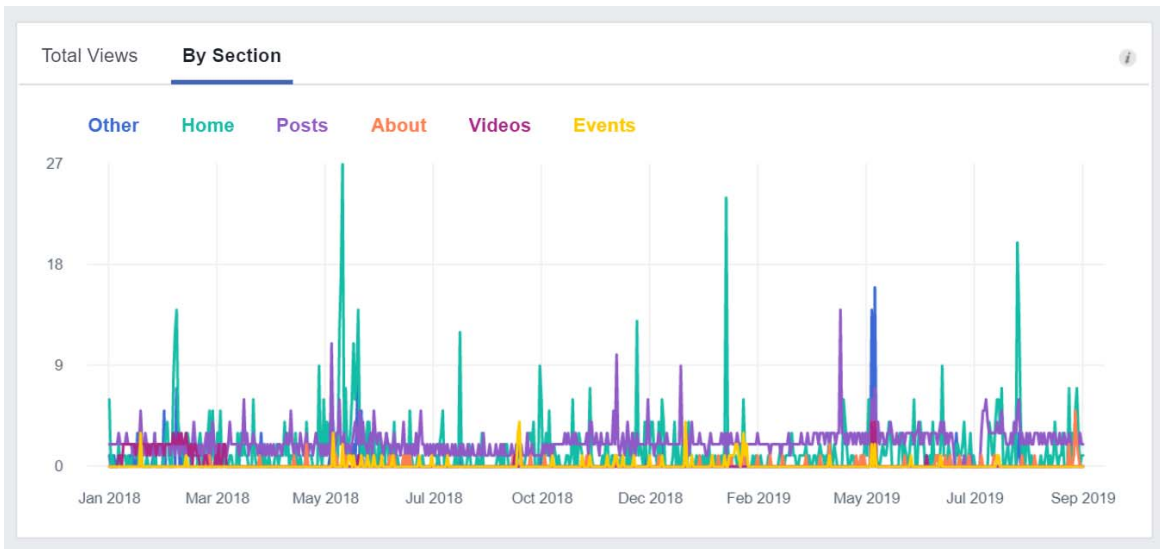 Total Views By Section i
Other Home Posts About Videos Events
27
18
9
0
Jan 2018 Mar 2018 May 2018 Jul 2018 Oct 2018 Dec 2018 Feb 2019 May 2019 Jul 2019 Sep 2019